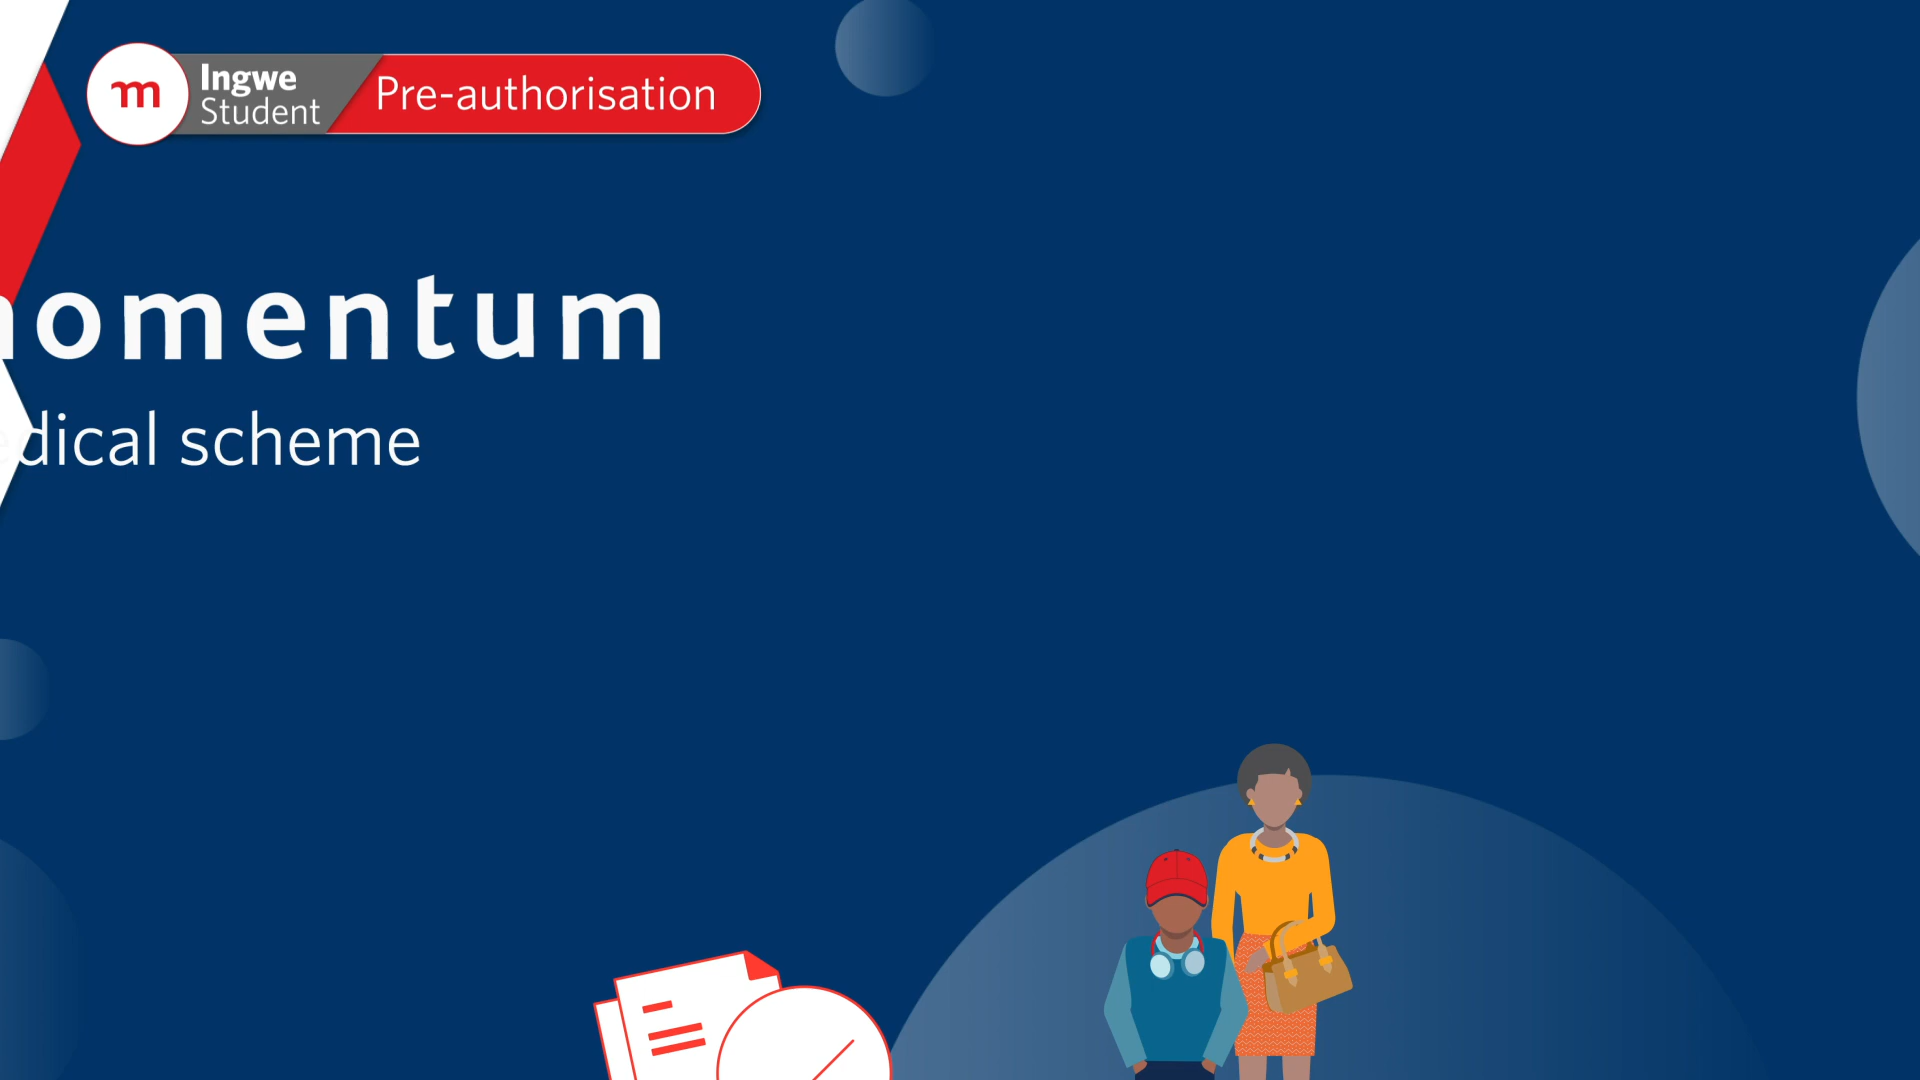 m
Ingwe
Student
Pre-authorisation
omentum
dical scheme